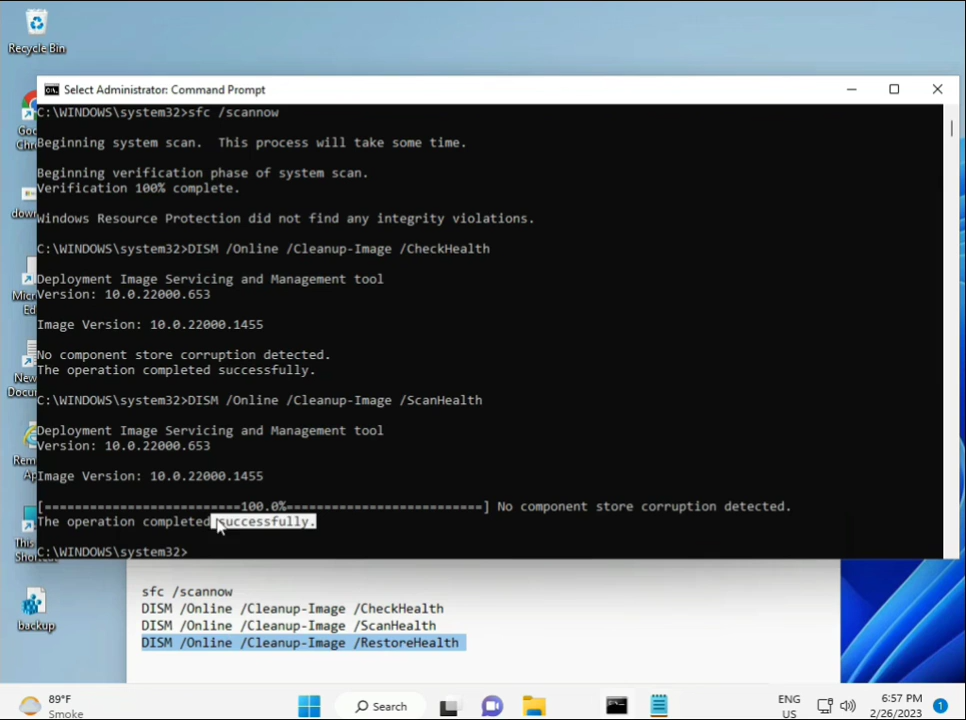 Recycle Bin
Select Administrator: Command Prompt
C:\WINDOWS\system32>sfc /scannow
Beginning system scan.  This process will take some time.
Beginning verification phase of system scan.
Verification 100% complete.
Windows Resource Protection did not find any integrity violations.
C:\WINDOWS\system32>DISM /Online /Cleanup-Image /CheckHealth
Deployment Image Servicing and Management tool
Version: 10.0.22000.653
Image Version: 10.0.22000.1455
No component store corruption detected.
The operation completed successfully.
C:\WINDOWS\system32>DISM /Online /Cleanup-Image /ScanHealth
Deployment Image Servicing and Management tool
Version: 10.0.22000.653
Image Version: 10.0.22000.1455
[==========================100.0%==========================] No component store corruption detected.
The operation completed successfully.
C:\WINDOWS\system32>
backup
sfc /scannow
DISM /Online /Cleanup-Image /CheckHealth
DISM /Online /Cleanup-Image /ScanHealth
DISM /Online /Cleanup-Image /RestoreHealth
89°F
Smoke
Search
ENG
US
6:57 PM
2/26/2023
1